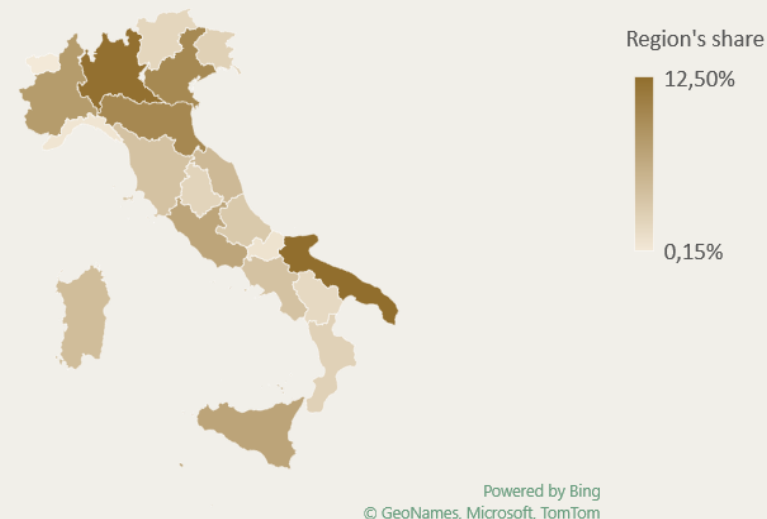 Region's share
12,50%
0,15%
Powered by Bing
© GeoNames, Microsoft, TomTom